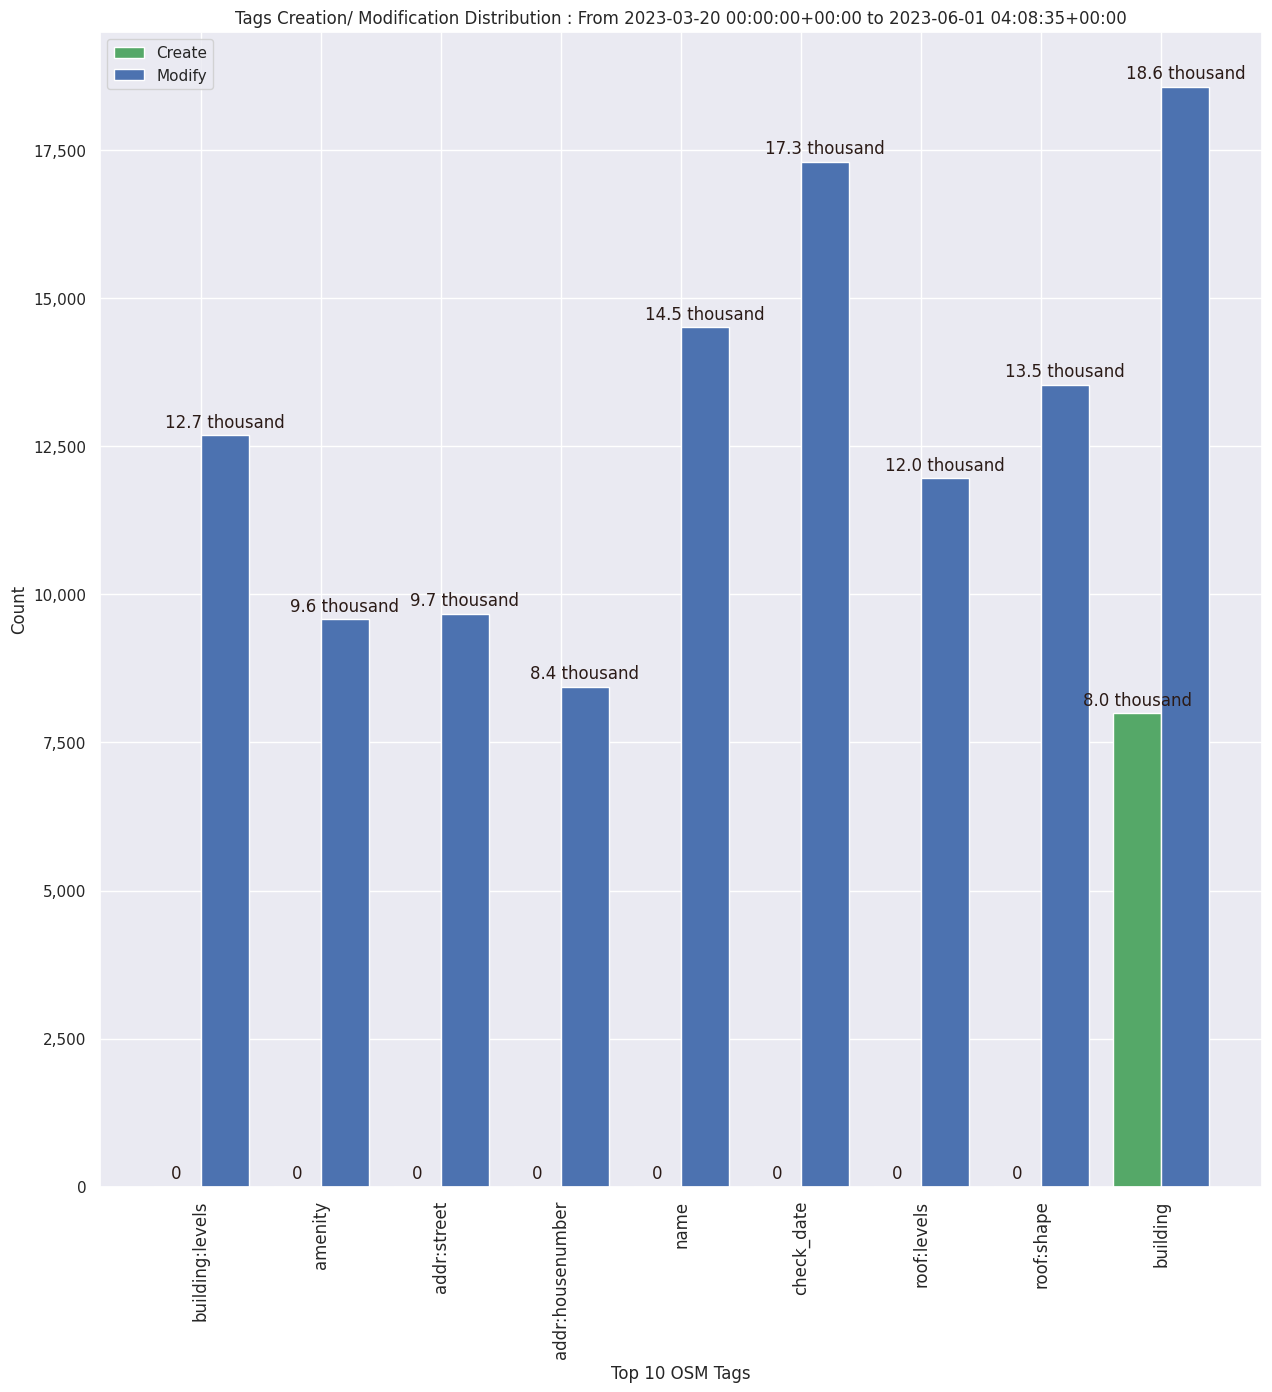 Tags Creation/ Modification Distribution : From 2023-03-20 00:00:00+00:00 to 2023-06-01 04:08:35+00:00
Create
Modify
18.6 thousand
17,500
17.3 thousand
15,000
14.5 thousand
13.5 thousand
12.7 thousand
12,500
12.0 thousand
10,000
9.6 thousand
9.7 thousand
8.4 thousand
8.0 thousand
7,500
5,000
2,500
0
0
0
0
0
0
0
0
0
Count
building:levels
amenity
addr:street
addr:housenumber
name
check_date
roof:levels
roof:shape
building
Top 10 OSM Tags